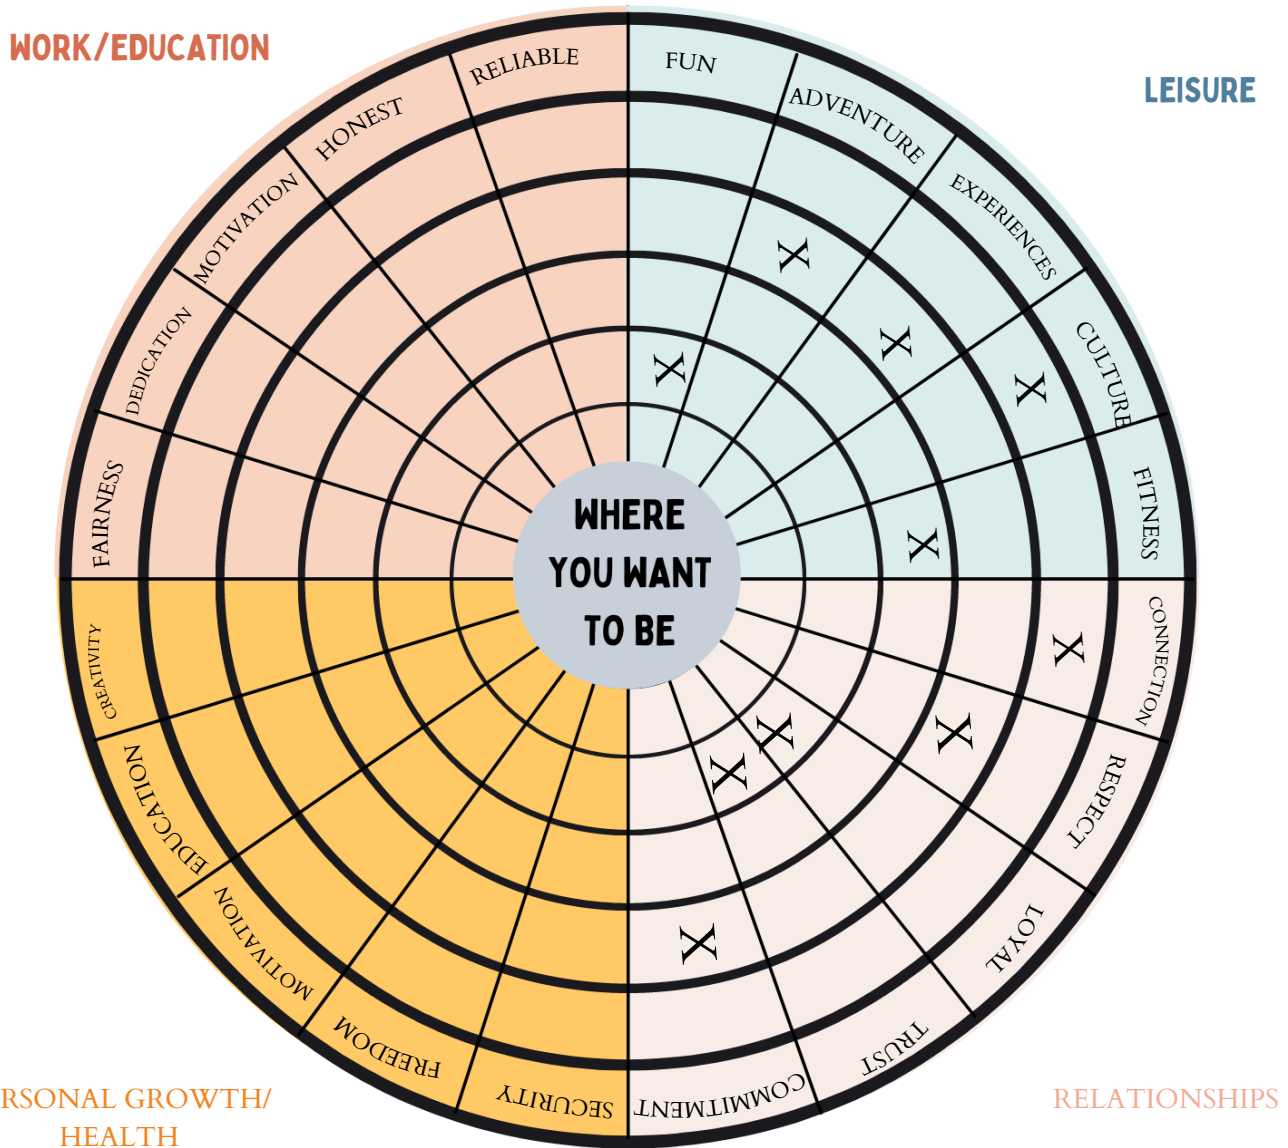 WORK/EDUCATION
LEISURE
RELIABLE
FUN
HONEST
ADVENTURE
MOTIVATION
EXPERIENCES
DEDICATION
CULTURE
FAIRNESS
FITNESS
X
X
X
X
X
WHERE
YOU WANT
TO BE
CREATIVITY
CONNECTION
EDUCATION
RESPECT
MOTIVATION
LOYAL
FREEDOM
TRUST
SECURITY
COMMITMENT
X
X
X
X
X
RSONAL GROWTH/
HEALTH
RELATIONSHIPS